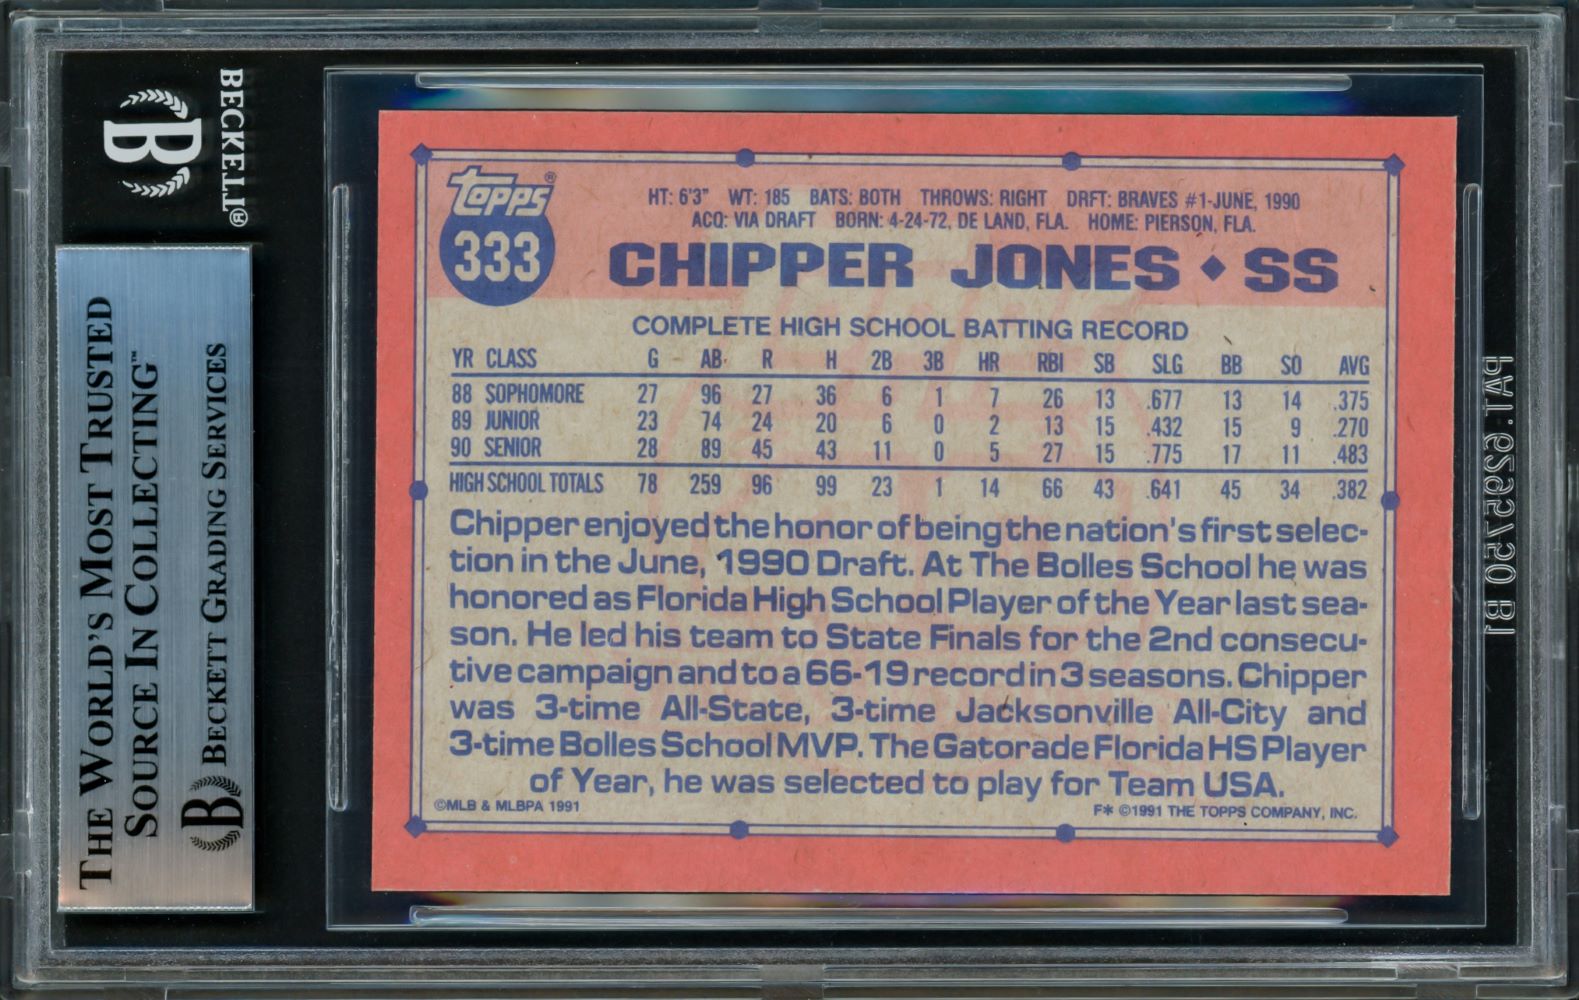 BECKETT®
B
THE WORLD'S MOST TRUSTED
SOURCE IN COLLECTING™
B BECKETT GRADING SERVICES
topps®
333
HT: 6'3" WT: 185 BATS: BOTH THROWS: RIGHT DRFT: BRAVES #1-JUNE, 1990
ACQ: VIA DRAFT BORN: 4-24-72, DE LAND, FLA. HOME: PIERSON, FLA.
CHIPPER JONES ♦ SS
COMPLETE HIGH SCHOOL BATTING RECORD
YR CLASS G AB R H 2B 3B HR RBI SB SLG BB SO AVG
88 SOPHOMORE 27 96 27 36 6 1 7 26 13 .677 13 14 .375
89 JUNIOR 23 74 24 20 6 0 2 13 15 .432 15 9 .270
90 SENIOR 28 89 45 43 11 0 5 27 15 .775 17 11 .483
HIGH SCHOOL TOTALS 78 259 96 99 23 1 14 66 43 .641 45 34 .382
Chipper enjoyed the honor of being the nation's first selec-
tion in the June, 1990 Draft. At The Bolles School he was
honored as Florida High School Player of the Year last sea-
son. He led his team to State Finals for the 2nd consecu-
tive campaign and to a 66-19 record in 3 seasons. Chipper
was 3-time All-State, 3-time Jacksonville All-City and
3-time Bolles School MVP. The Gatorade Florida HS Player
of Year, he was selected to play for Team USA.
©MLB & MLBPA 1991
F* ©1991 THE TOPPS COMPANY, INC.